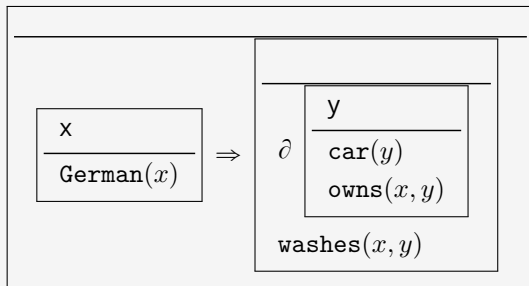 x
German(x)
⇒
∂
y
car(y)
owns(x, y)
washes(x, y)